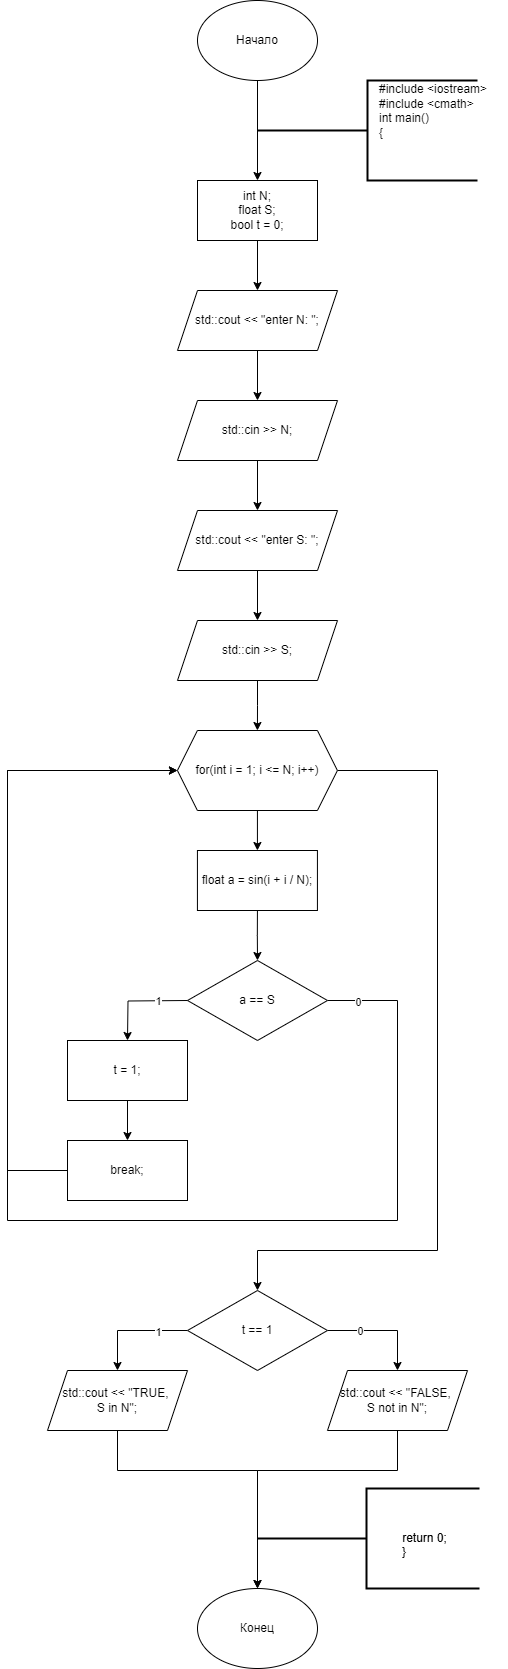 Начало
#include <iostream>
#include <cmath>
int main()
{
int N;
float S;
bool t = 0;
std::cout << "enter N: ";
std::cin >> N;
std::cout << "enter S: ";
std::cin >> S;
for(int i = 1; i <= N; i++)
float a = sin(i + i / N);
a == S
1
0
t = 1;
break;
t == 1
1
0
std::cout << "TRUE,
S in N";
std::cout << "FALSE,
S not in N";
return 0;
}
Конец